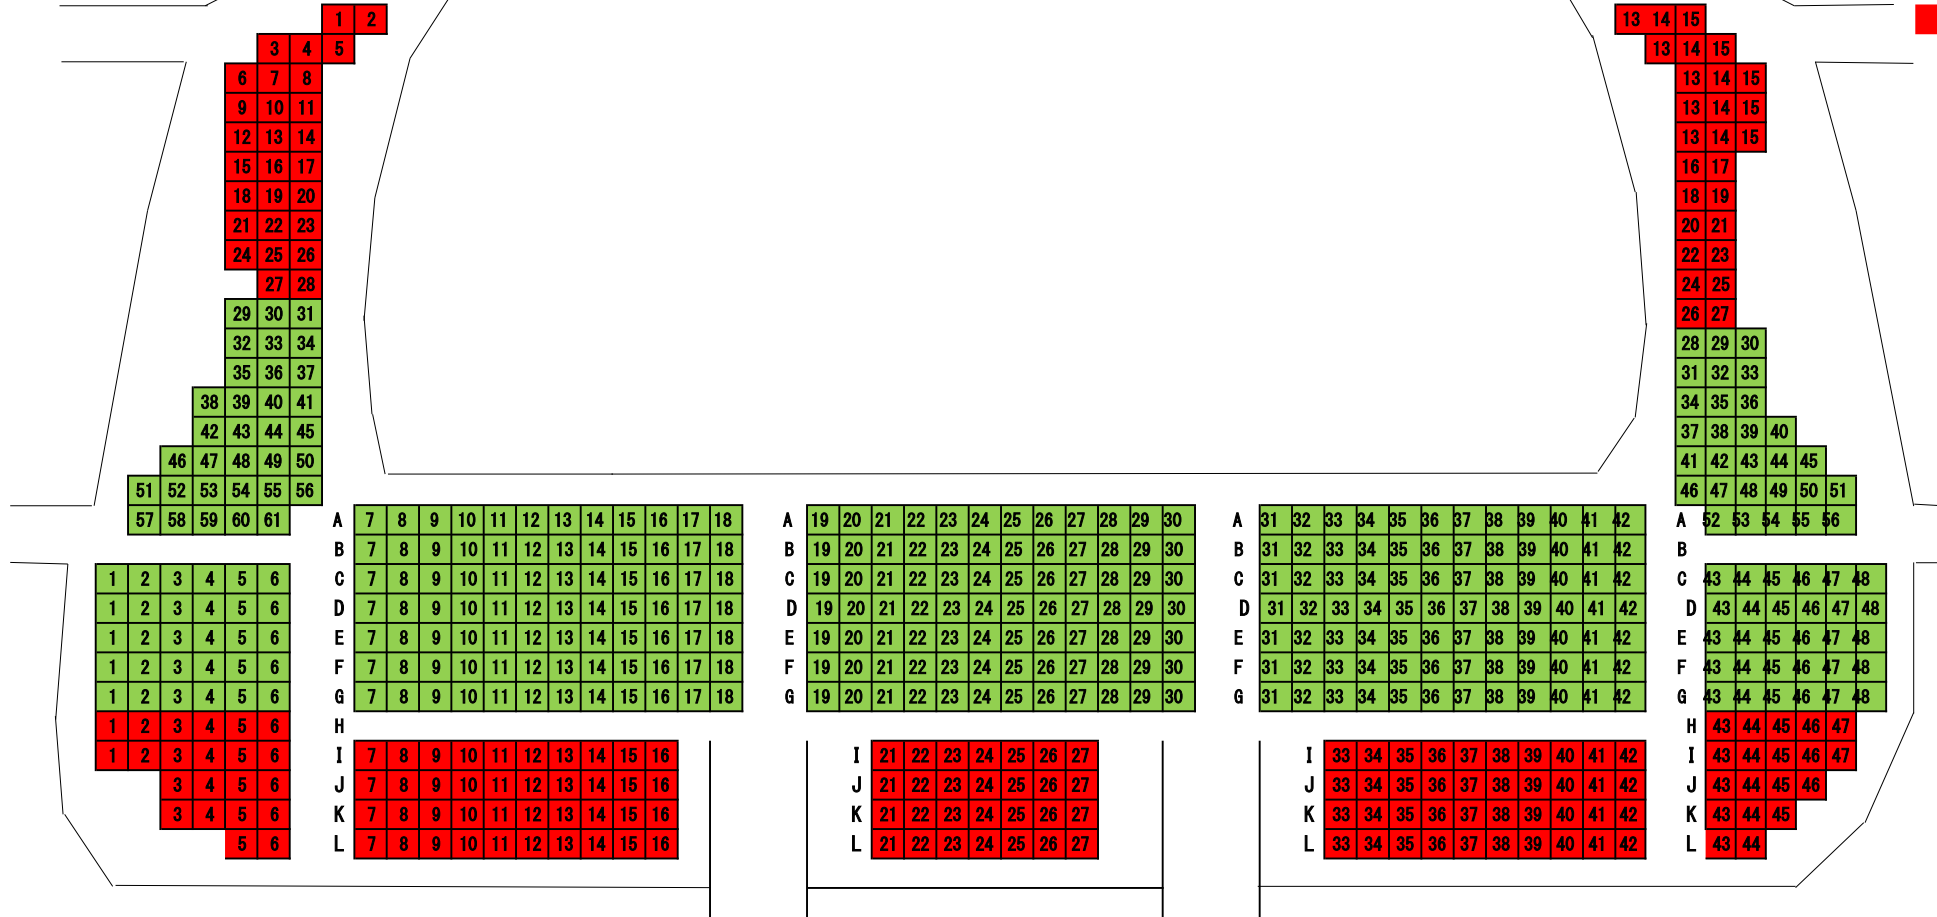 1 2 13 14 15
3 4 5 13 14 15
6 7 8 13 14 15
9 10 11 13 14 15
12 13 14 13 14 15
15 16 17 16 17
18 19 20 18 19
21 22 23 20 21
24 25 26 22 23
27 28 24 25
29 30 31 26 27
32 33 34 28 29 30
35 36 37 31 32 33
38 39 40 41 34 35 36
42 43 44 45 37 38 39 40
46 47 48 49 50 41 42 43 44 45
51 52 53 54 55 56 46 47 48 49 50 51
57 58 59 60 61 A 7 8 9 10 11 12 13 14 15 16 17 18 A 19 20 21 22 23 24 25 26 27 28 29 30 A 31 32 33 34 35 36 37 38 39 40 41 42 A 52 53 54 55 56
B 7 8 9 10 11 12 13 14 15 16 17 18 B 19 20 21 22 23 24 25 26 27 28 29 30 B 31 32 33 34 35 36 37 38 39 40 41 42 B
1 2 3 4 5 6 C 7 8 9 10 11 12 13 14 15 16 17 18 C 19 20 21 22 23 24 25 26 27 28 29 30 C 31 32 33 34 35 36 37 38 39 40 41 42 C 43 44 45 46 47 48
1 2 3 4 5 6 D 7 8 9 10 11 12 13 14 15 16 17 18 D 19 20 21 22 23 24 25 26 27 28 29 30 D 31 32 33 34 35 36 37 38 39 40 41 42 D 43 44 45 46 47 48
1 2 3 4 5 6 E 7 8 9 10 11 12 13 14 15 16 17 18 E 19 20 21 22 23 24 25 26 27 28 29 30 E 31 32 33 34 35 36 37 38 39 40 41 42 E 43 44 45 46 47 48
1 2 3 4 5 6 F 7 8 9 10 11 12 13 14 15 16 17 18 F 19 20 21 22 23 24 25 26 27 28 29 30 F 31 32 33 34 35 36 37 38 39 40 41 42 F 43 44 45 46 47 48
1 2 3 4 5 6 G 7 8 9 10 11 12 13 14 15 16 17 18 G 19 20 21 22 23 24 25 26 27 28 29 30 G 31 32 33 34 35 36 37 38 39 40 41 42 G 43 44 45 46 47 48
1 2 3 4 5 6 H H 43 44 45 46 47
1 2 3 4 5 6 I 7 8 9 10 11 12 13 14 15 16 I 21 22 23 24 25 26 27 I 33 34 35 36 37 38 39 40 41 42 I 43 44 45 46 47
3 4 5 6 J 7 8 9 10 11 12 13 14 15 16 J 21 22 23 24 25 26 27 J 33 34 35 36 37 38 39 40 41 42 J 43 44 45 46
3 4 5 6 K 7 8 9 10 11 12 13 14 15 16 K 21 22 23 24 25 26 27 K 33 34 35 36 37 38 39 40 41 42 K 43 44 45
5 6 L 7 8 9 10 11 12 13 14 15 16 L 21 22 23 24 25 26 27 L 33 34 35 36 37 38 39 40 41 42 L 43 44